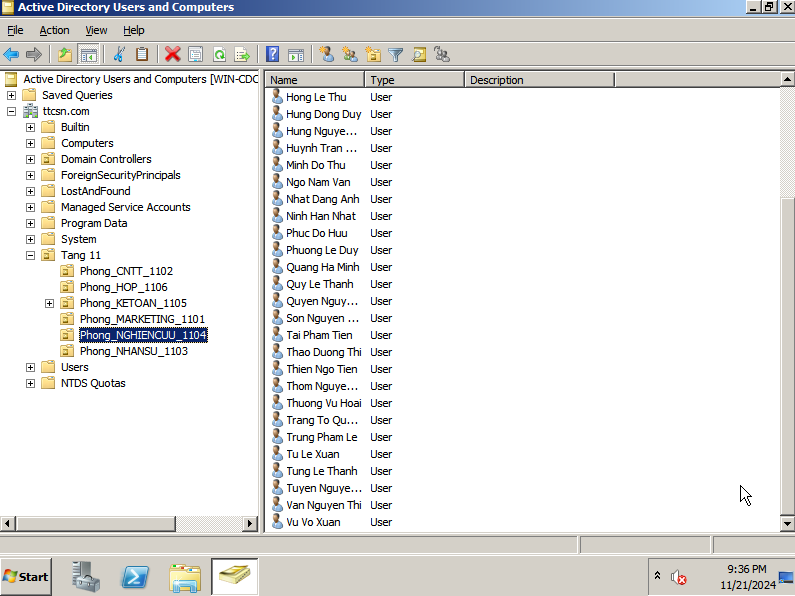 Active Directory Users and Computers
File Action View Help
Active Directory Users and Computers [WIN-CDC
Saved Queries
ttcsn.com
Builtin
Computers
Domain Controllers
ForeignSecurityPrincipals
LostAndFound
Managed Service Accounts
Program Data
System
Tang 11
Phong_CNTT_1102
Phong_HOP_1106
Phong_KETOAN_1105
Phong_MARKETING_1101
Phong_NGHIENCUU_1104
Phong_NHANSU_1103
Users
NTDS Quotas
Name Type Description
Hong Le Thu User
Hung Dong Duy User
Hung Nguye... User
Huynh Tran ... User
Minh Do Thu User
Ngo Nam Van User
Nhat Dang Anh User
Ninh Han Nhat User
Phuc Do Huu User
Phuong Le Duy User
Quang Ha Minh User
Quy Le Thanh User
Quyen Nguy... User
Son Nguyen ... User
Tai Pham Tien User
Thao Duong Thi User
Thien Ngo Tien User
Thom Nguye... User
Thuong Vu Hoai User
Trang To Qu... User
Trung Pham Le User
Tu Le Xuan User
Tung Le Thanh User
Tuyen Nguye... User
Van Nguyen Thi User
Vu Vo Xuan User
Start
9:36 PM
11/21/2024